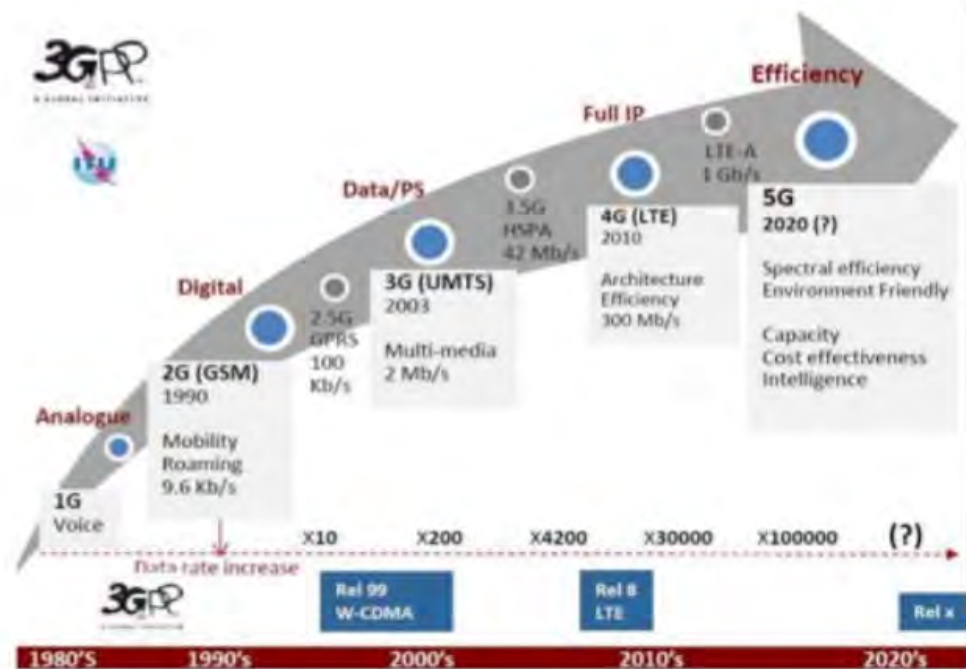 3GPP
A GLOBAL INITIATIVE
ITU
Efficiency
Full IP
Data/PS
Digital
Analogue
1G
Voice
2G (GSM)
1990
Mobility
Roaming
9.6 Kb/s
2.5G
GPRS
100
Kb/s
3G (UMTS)
2003
Multi-media
2 Mb/s
3.5G
HSPA
42 Mb/s
4G (LTE)
2010
Architecture
Efficiency
300 Mb/s
LTE-A
1 Gb/s
5G
2020 (?)
Spectral efficiency
Environment Friendly
Capacity
Cost effectiveness
Intelligence
X10 X200 X4200 X30000 X100000 (?)
Data rate increase
3GPP
A GLOBAL INITIATIVE
Rel 99
W-CDMA
Rel 8
LTE
Rel x
1980'S 1990's 2000's 2010's 2020's